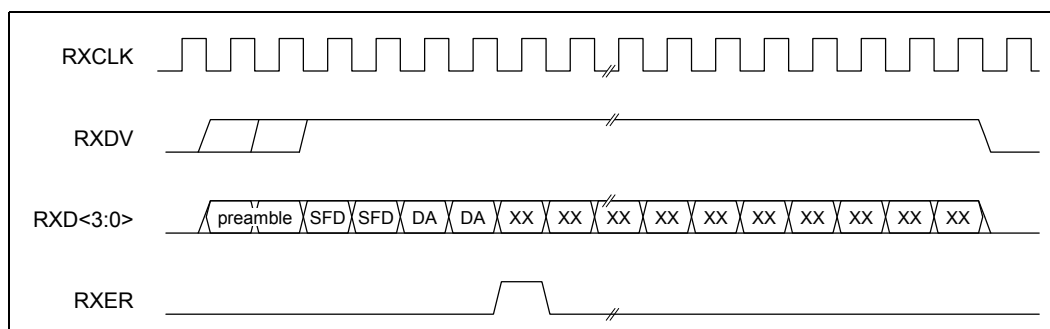 RXCLK
RXDV
RXD<3:0> preamble SFD SFD DA DA XX XX XX XX XX XX XX XX XX XX
RXER